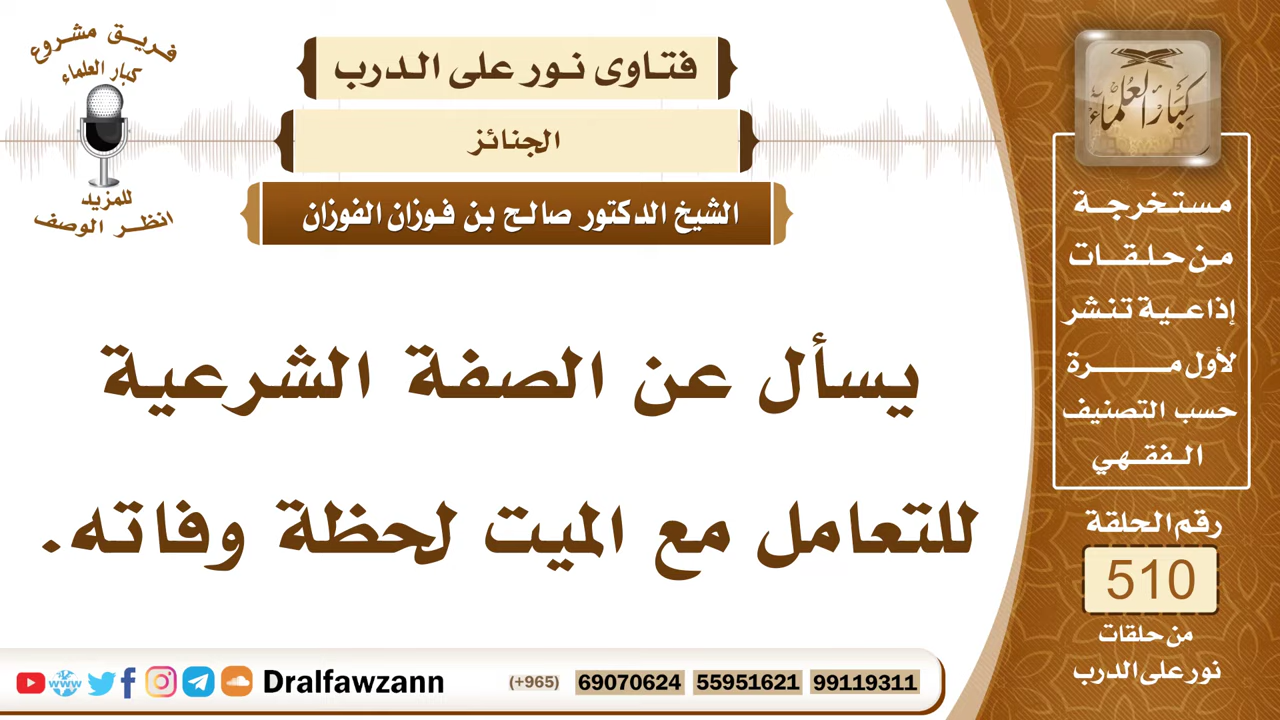 فريق مشروع
كبار العلماء
للمزيد
انظر الوصف
فتاوى نور على الدرب
الجنائز
الشيخ الدكتور صالح بن فوزان الفوزان
يسأل عن الصفة الشرعية
للتعامل مع الميت لحظة وفاته.
كبار العلماء
مستخرجة
من حلقات
إذاعية تنشر
لأول مرة
حسب التصنيف
الفقهي
رقم الحلقة
510
من حلقات
نور على الدرب
www Dralfawzann (+965) 69070624 55951621 99119311